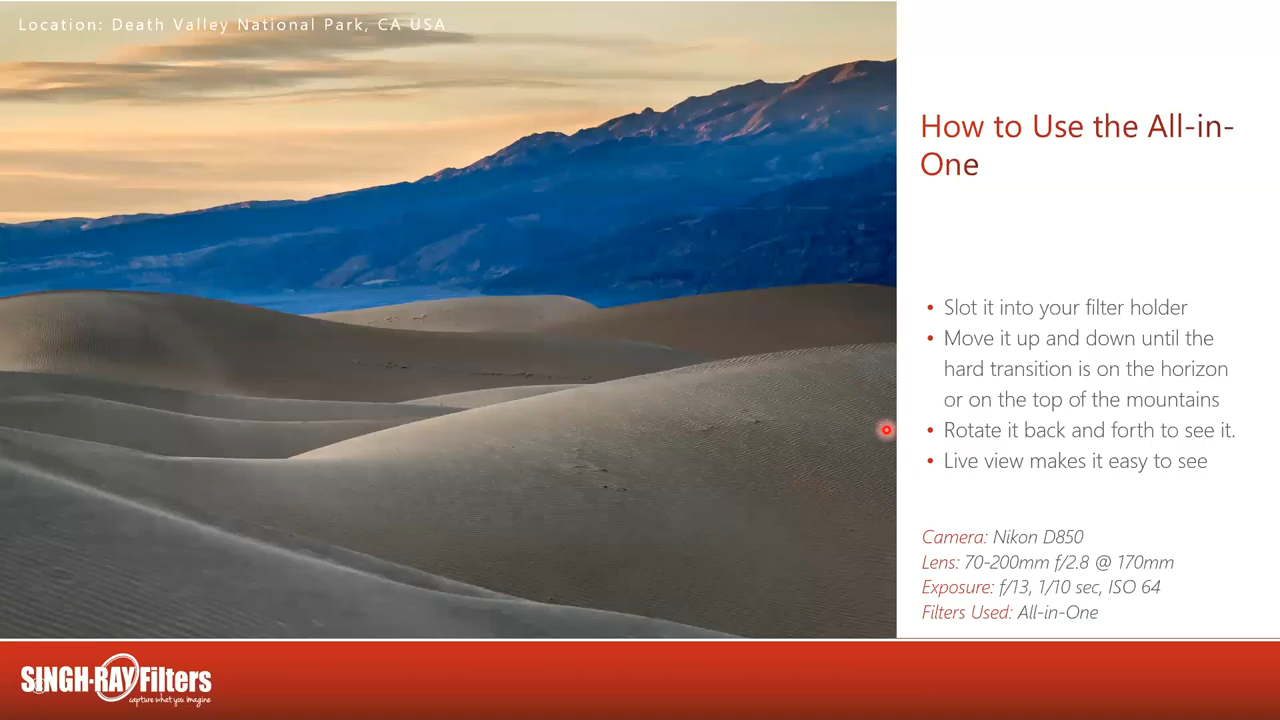 Location: Death Valley National Park, CA USA
How to Use the All-in-
One
• Slot it into your filter holder
• Move it up and down until the
hard transition is on the horizon
or on the top of the mountains
• Rotate it back and forth to see it.
• Live view makes it easy to see
Camera: Nikon D850
Lens: 70-200mm f/2.8 @ 170mm
Exposure: f/13, 1/10 sec, ISO 64
Filters Used: All-in-One
SINGH-RAY Filters
capture what you imagine